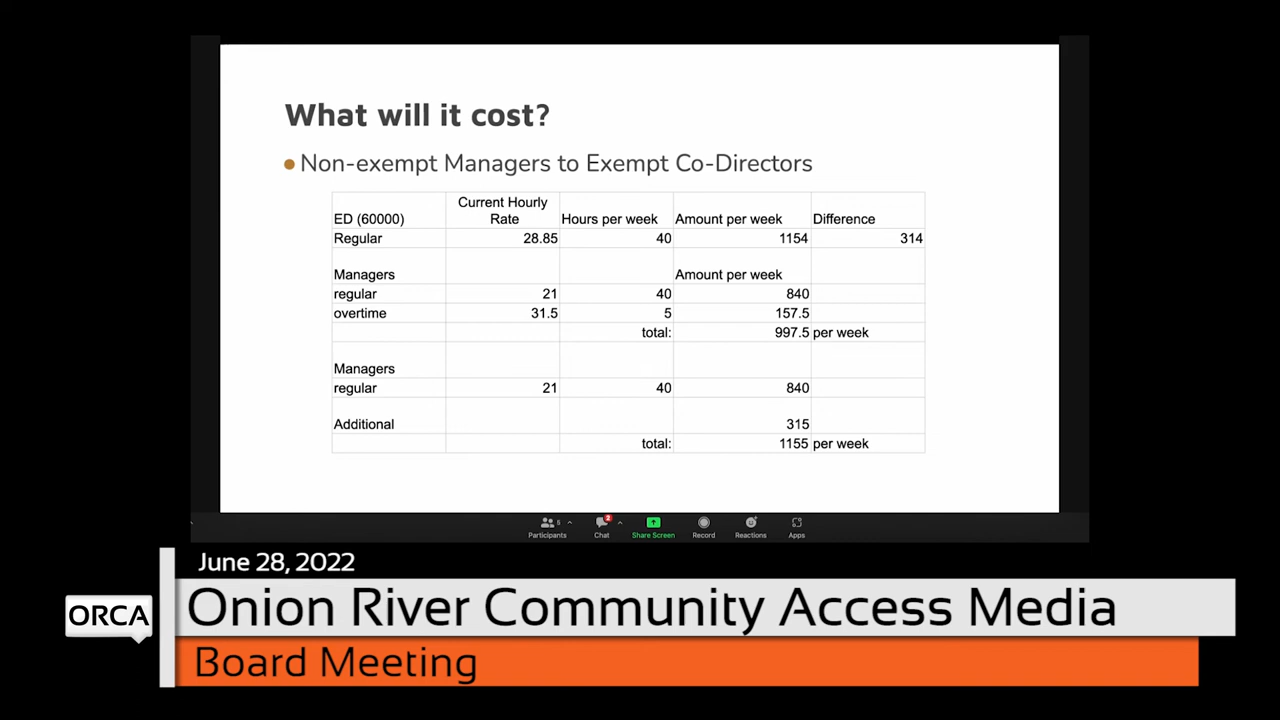 What will it cost?
Non-exempt Managers to Exempt Co-Directors
ED (60000) Current Hourly Rate Hours per week Amount per week Difference
Regular 28.85 40 1154 314
Managers Amount per week
regular 21 40 840
overtime 31.5 5 157.5
total: 997.5 per week
Managers
regular 21 40 840
Additional 315
total: 1155 per week
Participants 5 Chat 2 Share Screen Record Reactions Apps
June 28, 2022
ORCA Onion River Community Access Media
Board Meeting